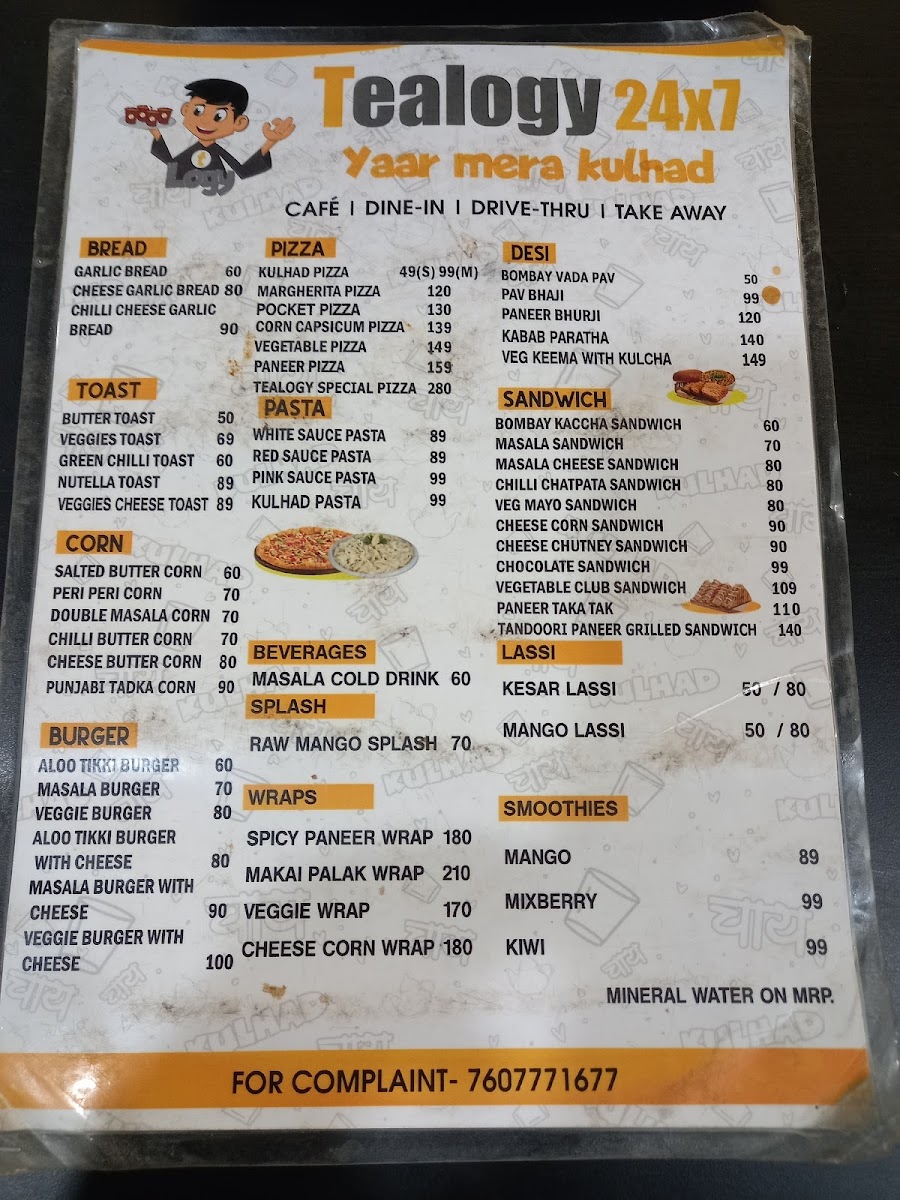 Tealogy 24x7
Yaar mera kulhad
Logy
CAFÉ I DINE-IN I DRIVE-THRU I TAKE AWAY
BREAD
GARLIC BREAD 60
CHEESE GARLIC BREAD 80
CHILLI CHEESE GARLIC
BREAD 90
TOAST
BUTTER TOAST 50
VEGGIES TOAST 69
GREEN CHILLI TOAST 60
NUTELLA TOAST 89
VEGGIES CHEESE TOAST 89
CORN
SALTED BUTTER CORN 60
PERI PERI CORN 70
DOUBLE MASALA CORN 70
CHILLI BUTTER CORN 70
CHEESE BUTTER CORN 80
PUNJABI TADKA CORN 90
BURGER
ALOO TIKKI BURGER 60
MASALA BURGER 70
VEGGIE BURGER 80
ALOO TIKKI BURGER
WITH CHEESE 80
MASALA BURGER WITH
CHEESE 90
VEGGIE BURGER WITH
CHEESE 100
PIZZA
KULHAD PIZZA 49(S) 99(M)
MARGHERITA PIZZA 120
POCKET PIZZA 130
CORN CAPSICUM PIZZA 139
VEGETABLE PIZZA 149
PANEER PIZZA 159
TEALOGY SPECIAL PIZZA 280
PASTA
WHITE SAUCE PASTA 89
RED SAUCE PASTA 89
PINK SAUCE PASTA 99
KULHAD PASTA 99
BEVERAGES
MASALA COLD DRINK 60
SPLASH
RAW MANGO SPLASH 70
WRAPS
SPICY PANEER WRAP 180
MAKAI PALAK WRAP 210
VEGGIE WRAP 170
CHEESE CORN WRAP 180
DESI
BOMBAY VADA PAV 50
PAV BHAJI 99
PANEER BHURJI 120
KABAB PARATHA 140
VEG KEEMA WITH KULCHA 149
SANDWICH
BOMBAY KACCHA SANDWICH 60
MASALA SANDWICH 70
MASALA CHEESE SANDWICH 80
CHILLI CHATPATA SANDWICH 80
VEG MAYO SANDWICH 80
CHEESE CORN SANDWICH 90
CHEESE CHUTNEY SANDWICH 90
CHOCOLATE SANDWICH 99
VEGETABLE CLUB SANDWICH 109
PANEER TAKA TAK 110
TANDOORI PANEER GRILLED SANDWICH 140
LASSI
KESAR LASSI 50 / 80
MANGO LASSI 50 / 80
SMOOTHIES
MANGO 89
MIXBERRY 99
KIWI 99
MINERAL WATER ON MRP.
FOR COMPLAINT- 7607771677